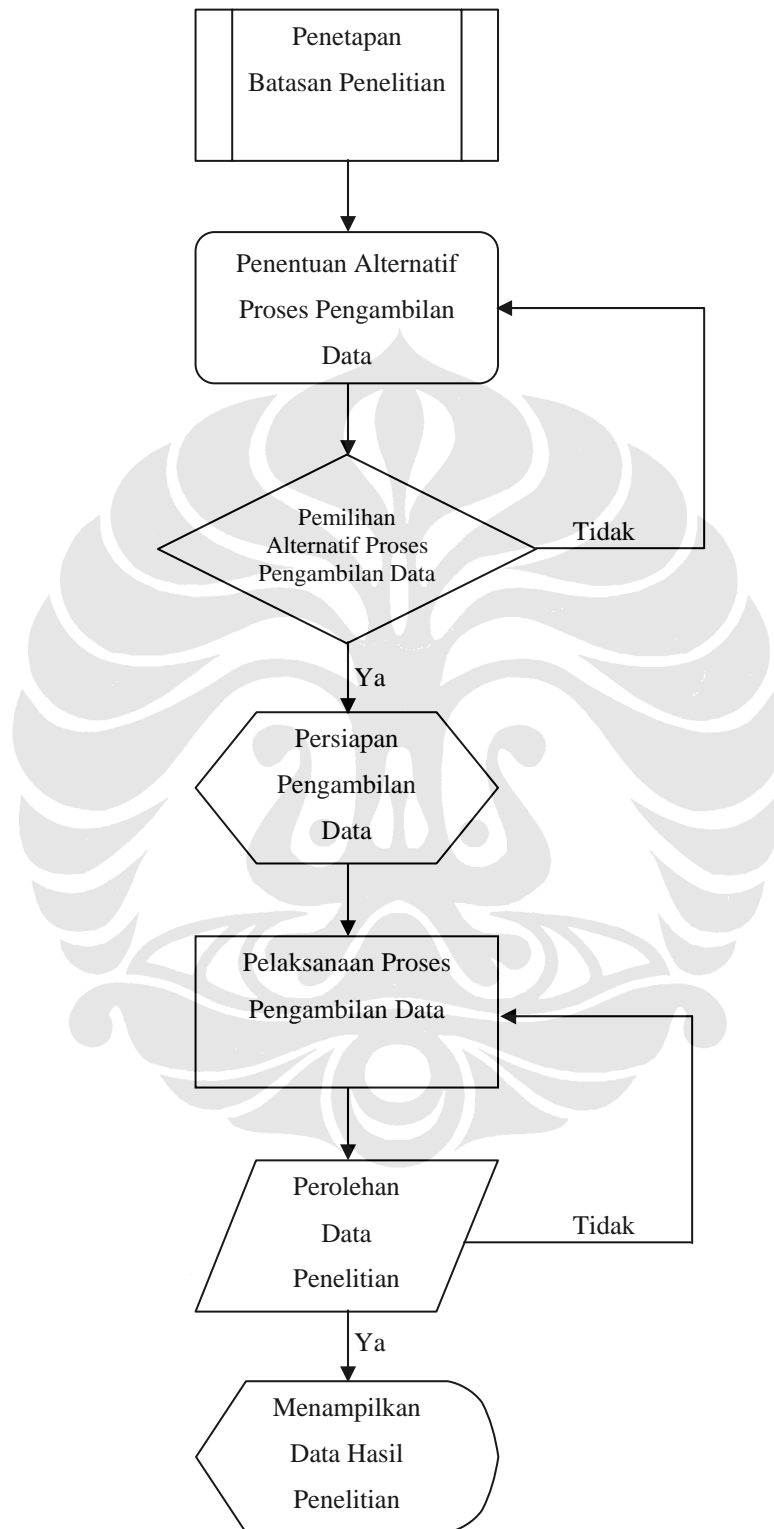 Penetapan
Batasan Penelitian
Penentuan Alternatif
Proses Pengambilan
Data
Pemilihan
Alternatif Proses
Pengambilan Data
Tidak
Ya
Persiapan
Pengambilan
Data
Pelaksanaan Proses
Pengambilan Data
Perolehan
Data
Penelitian
Tidak
Ya
Menampilkan
Data Hasil
Penelitian